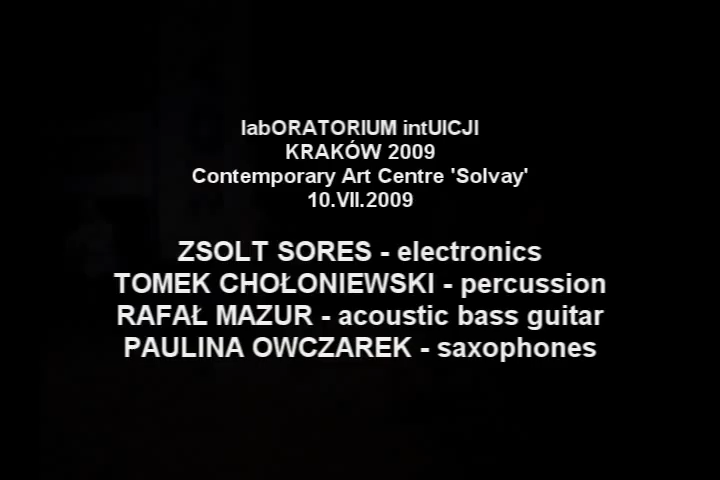 labORATORIUM intUICJI
KRAKÓW 2009
Contemporary Art Centre 'Solvay'
10.VII.2009
ZSOLT SORES - electronics
TOMEK CHOŁONIEWSKI - percussion
RAFAŁ MAZUR - acoustic bass guitar
PAULINA OWCZAREK - saxophones